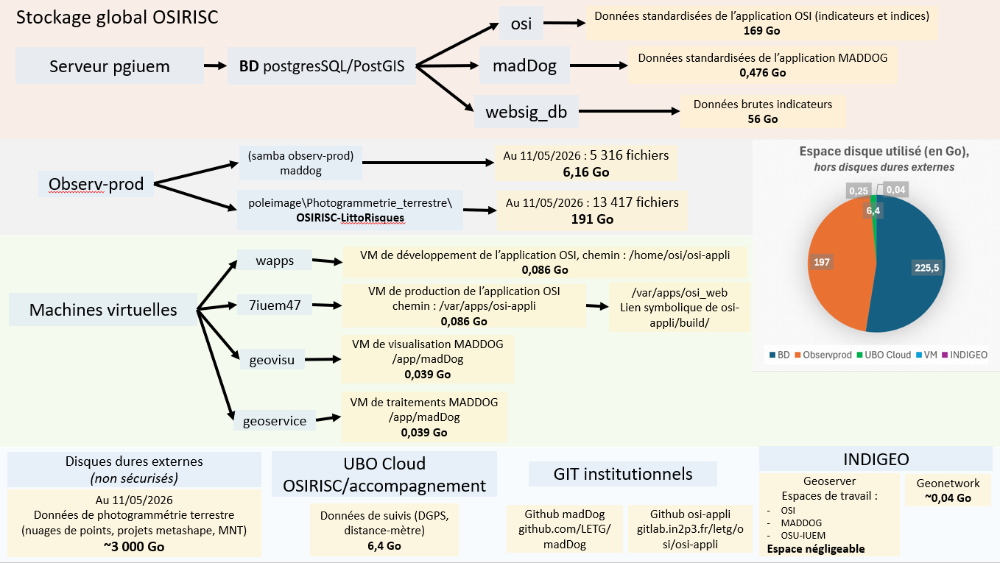 Stockage global OSIRISC
Serveur pgiuem
BD postgresSQL/PostGIS
osi
Données standardisées de l'application OSI (indicateurs et indices)
169 Go
madDog
Données standardisées de l'application MADDOG
0,476 Go
websig_db
Données brutes indicateurs
56 Go
Observ-prod
(samba observ-prod)
maddog
Au 11/05/2026 : 5 316 fichiers
6,16 Go
poleimage\Photogrammetrie_terrestre\
OSIRISC-LittoRisques
Au 11/05/2026 : 13 417 fichiers
191 Go
Espace disque utilisé (en Go),
hors disques dures externes
0,25
0,04
6,4
197
225,5
BD
Observprod
UBO Cloud
VM
INDIGEO
Machines virtuelles
wapps
VM de développement de l'application OSI, chemin : /home/osi/osi-appli
0,086 Go
7iuem47
VM de production de l'application OSI
chemin : /var/apps/osi-appli
0,086 Go
/var/apps/osi_web
Lien symbolique de osi-
appli/build/
geovisu
VM de visualisation MADDOG
/app/madDog
0,039 Go
geoservice
VM de traitements MADDOG
/app/madDog
0,039 Go
Disques dures externes
(non sécurisés)
Au 11/05/2026
Données de photogrammétrie terrestre
(nuages de points, projets metashape, MNT)
~3 000 Go
UBO Cloud
OSIRISC/accompagnement
Données de suivis (DGPS,
distance-mètre)
6,4 Go
GIT institutionnels
Github madDog
github.com/LETG/
madDog
Github osi-appli
gitlab.in2p3.fr/letg/o
si/osi-appli
INDIGEO
Geoserver
Espaces de travail :
- OSI
- MADDOG
- OSU-IUEM
Espace négligeable
Geonetwork
~0,04 Go